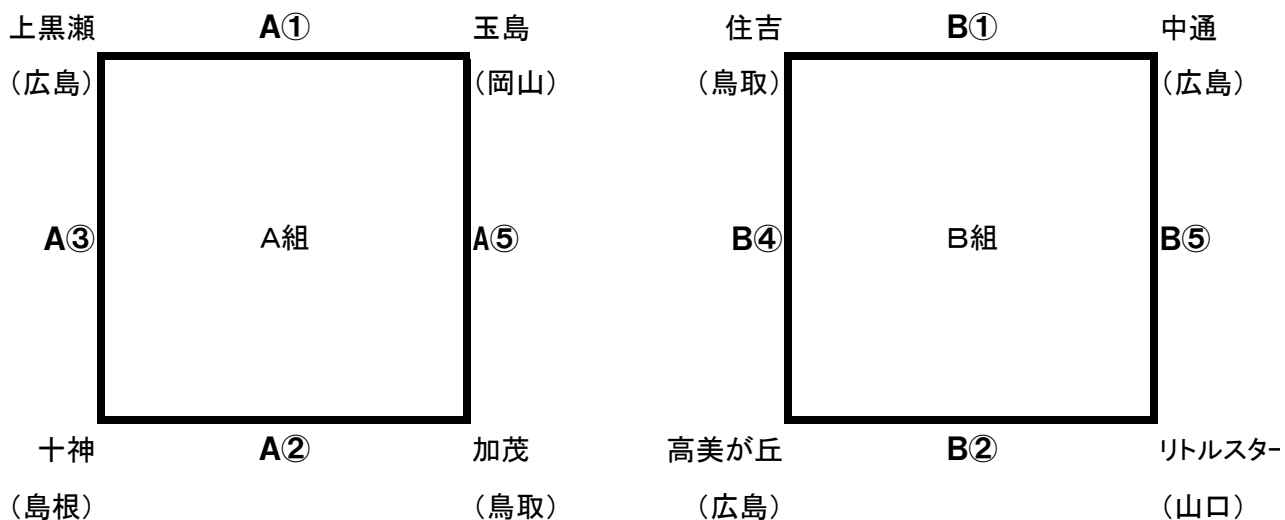 上黒瀬 A① 玉島 住吉 B① 中通
(広島) (岡山) (鳥取) (広島)
A③ A組 A⑤ B④ B組 B⑤
十神 A② 加茂 高美が丘 B② リトルスター
(島根) (鳥取) (広島) (山口)